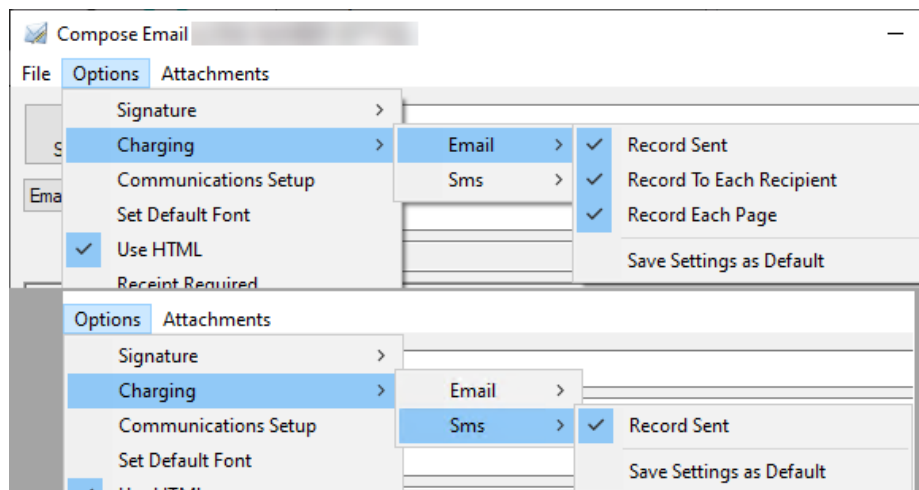 Compose Email
File Options Attachments
Signature
Charging Email Record Sent
Communications Setup Sms Record To Each Recipient
Set Default Font Record Each Page
Use HTML
Save Settings as Default
Receipt Required
Options Attachments
Signature
Charging Email
Communications Setup Sms Record Sent
Set Default Font
Save Settings as Default
Use HTML